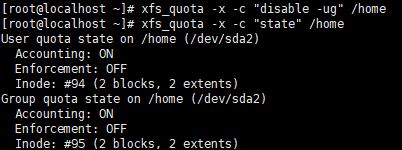 [root@localhost ~]# xfs_quota -x -c "disable -ug" /home
[root@localhost ~]# xfs_quota -x -c "state" /home
User quota state on /home (/dev/sda2)
  Accounting: ON
  Enforcement: OFF
  Inode: #94 (2 blocks, 2 extents)
Group quota state on /home (/dev/sda2)
  Accounting: ON
  Enforcement: OFF
  Inode: #95 (2 blocks, 2 extents)